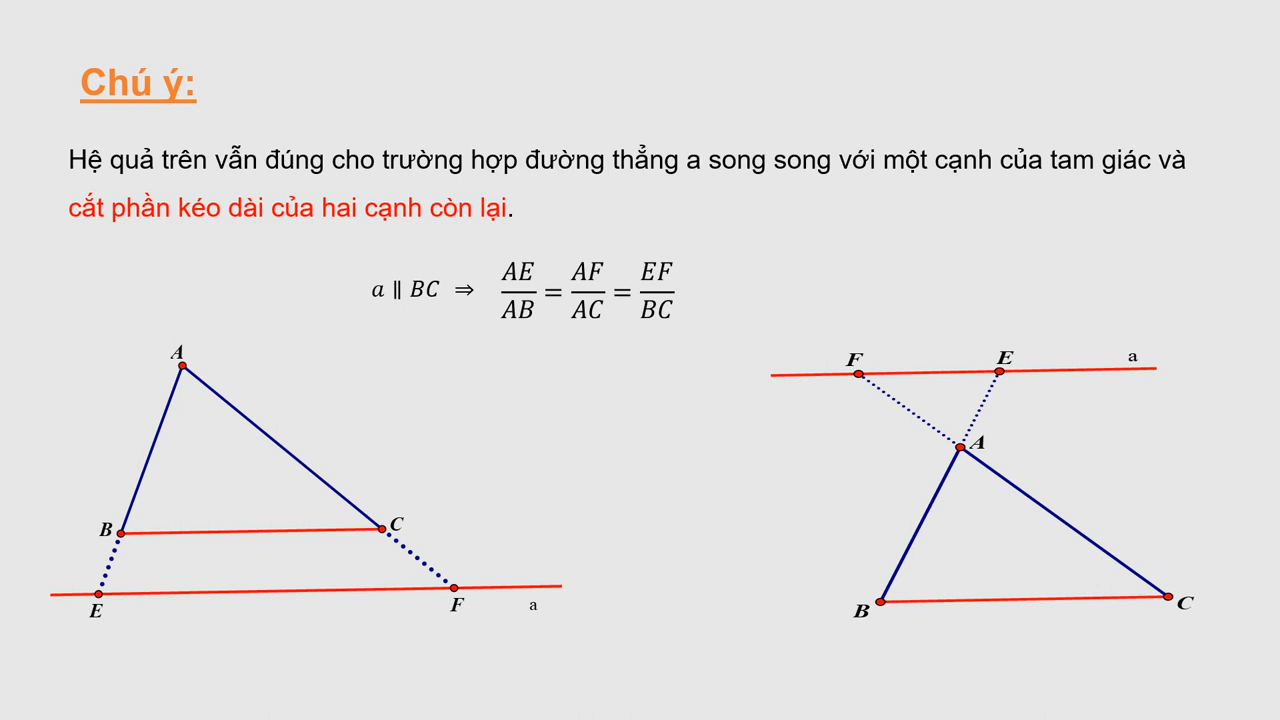 Chú ý:
Hệ quả trên vẫn đúng cho trường hợp đường thẳng a song song với một cạnh của tam giác và
cắt phần kéo dài của hai cạnh còn lại.
a ∥ BC ⇒ AE/AB = AF/AC = EF/BC
A
B
C
E
F
a
F
E
a
A
B
C